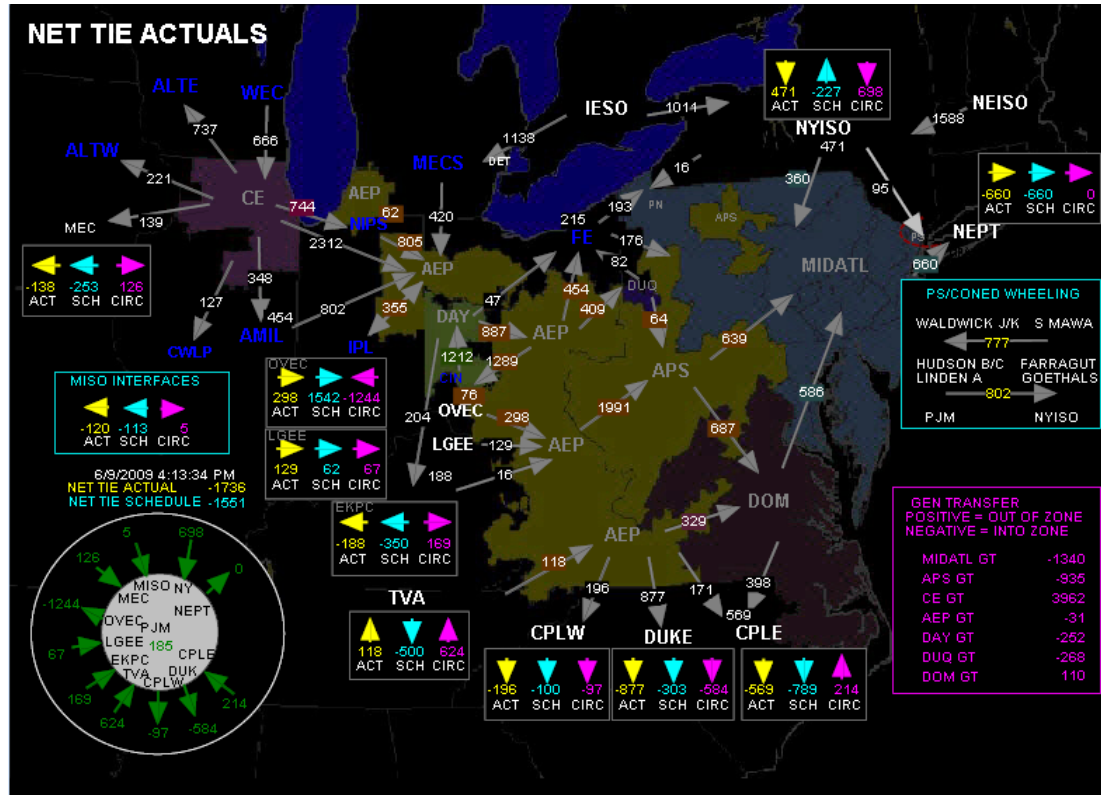 NET TIE ACTUALS
ALTE
WEC
IESO
1014
471 -227 698
ACT SCH CIRC
NEISO
1588
NYISO
471
737
666
1138
DET
ALTW
221
MECS
AEP
16
360
95
-660 -660 0
ACT SCH CIRC
CE
744
62
420
193
PN
APS
PS
NEPT
660
MEC
139
NIPS
215
FE
176
2312
805
AEP
82
MIDATL
-138 -253 126
ACT SCH CIRC
348
127
454
802
355
47
454
409
DUQ
64
DAY
887
AEP
639
PS/CONED WHEELING
WALDWICK J/K S MAWA
777
HUDSON B/C FARRAGUT
LINDEN A GOETHALS
802
PJM NYISO
CWLP
AMIL
IPL
1212
1289
CIN
76
APS
586
MISO INTERFACES
-120 -113 5
ACT SCH CIRC
OVEC
298 1542 -1244
ACT SCH CIRC
204
OVEC
298
1991
687
LGEE
129 62 67
ACT SCH CIRC
LGEE
129
AEP
188
16
6/9/2009 4:13:34 PM
NET TIE ACTUAL -1736
NET TIE SCHEDULE -1551
EKPC
-188 -350 169
ACT SCH CIRC
DOM
329
AEP
118
GEN TRANSFER
POSITIVE = OUT OF ZONE
NEGATIVE = INTO ZONE
MIDATL GT -1340
APS GT -935
CE GT 3962
AEP GT -31
DAY GT -252
DUQ GT -268
DOM GT 110
TVA
118 -500 624
ACT SCH CIRC
196
877
171
398
569
CPLW
DUKE
CPLE
-196 -100 -97
ACT SCH CIRC
-877 -303 -584
ACT SCH CIRC
-569 -789 214
ACT SCH CIRC
5
698
126
0
-1244
67
169
624
-97
-584
214
MISO NY
MEC
NEPT
OVEC
PJM
LGEE 185
CPLE
EKPC
TVA DUK
CPLW